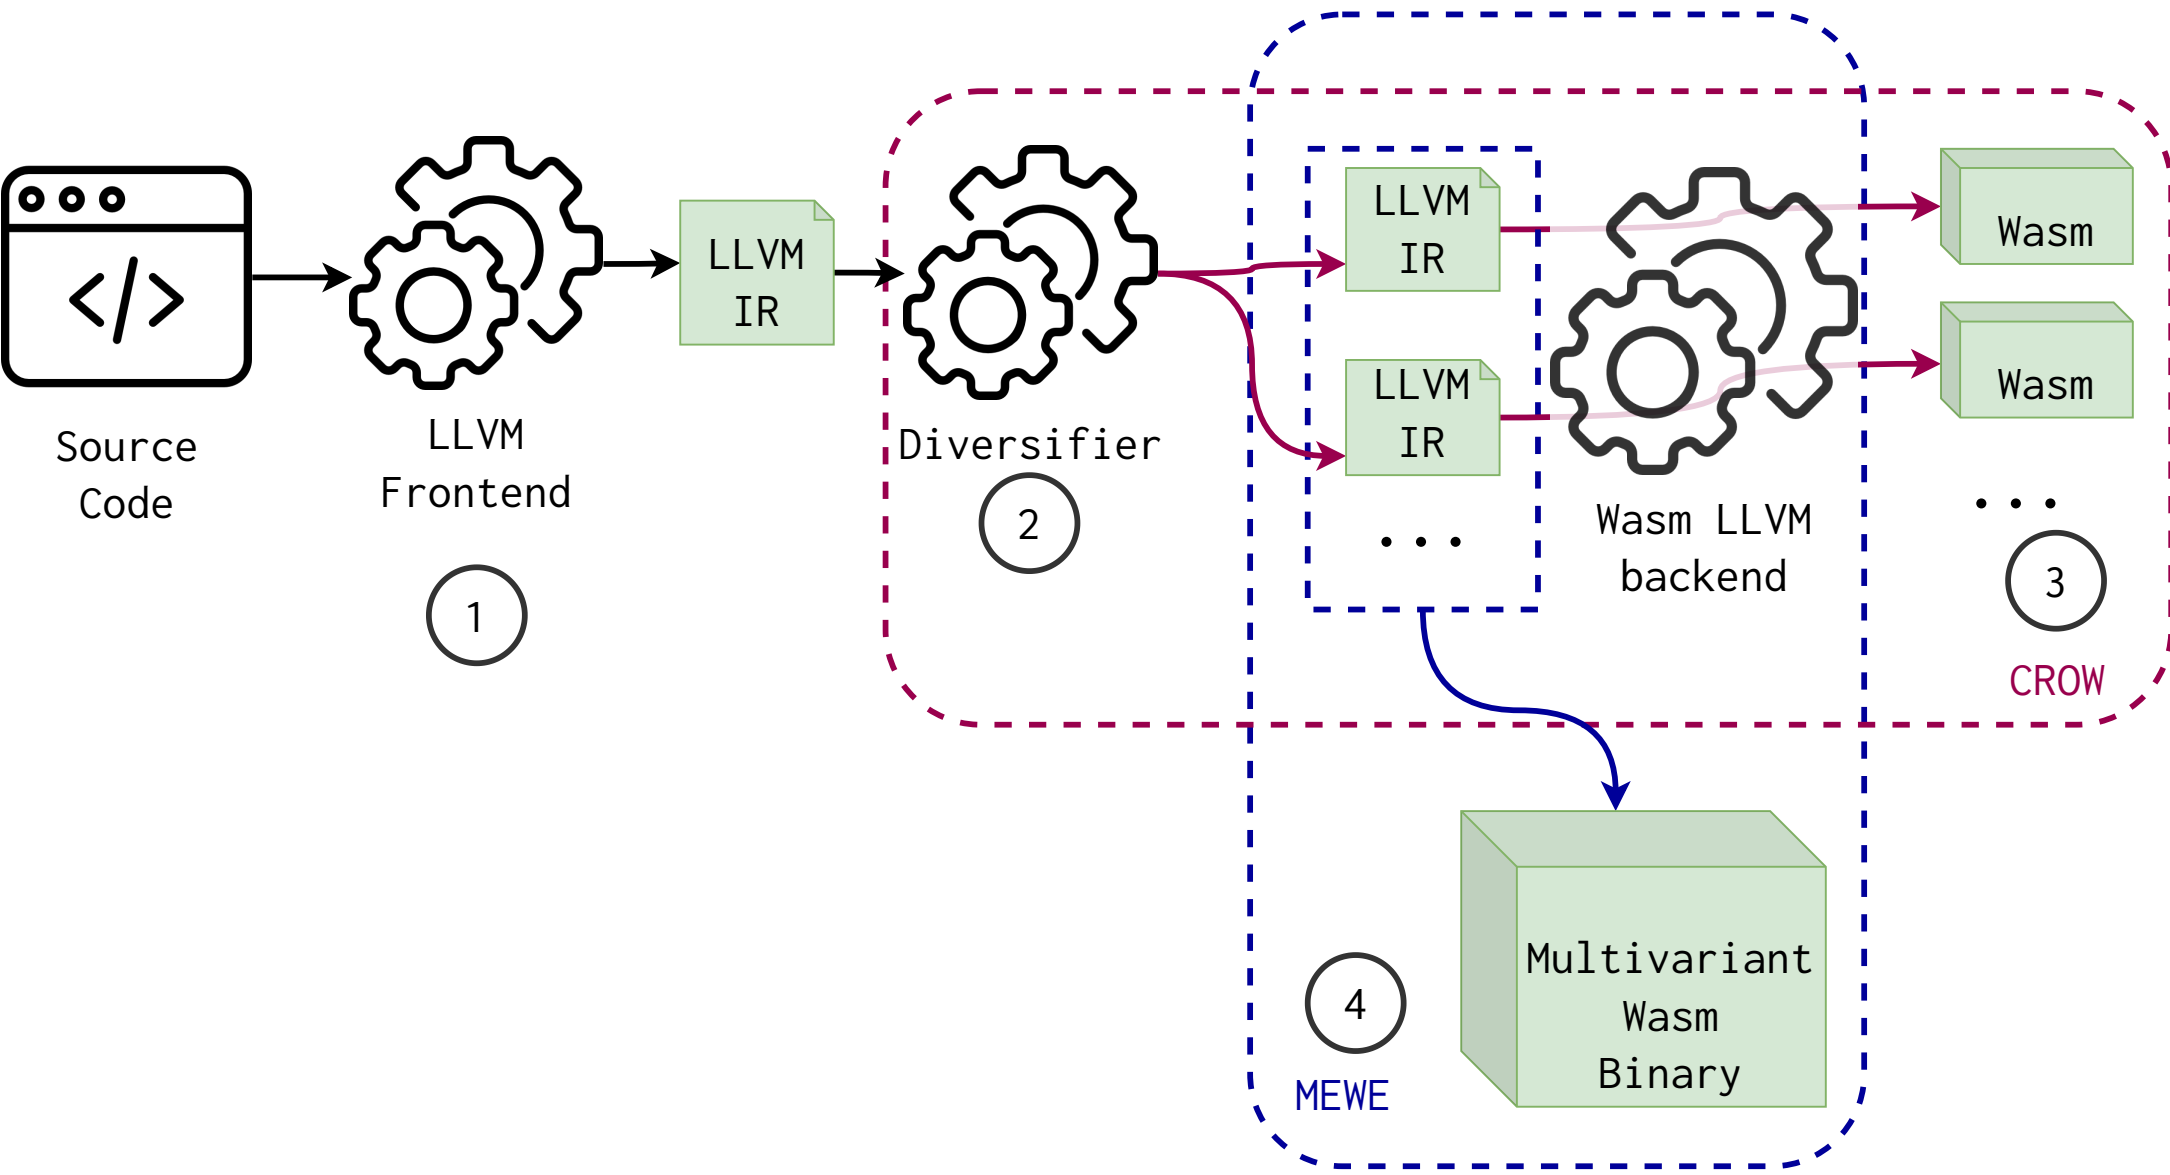 </>
Source
Code
LLVM
Frontend
1
LLVM
IR
Diversifier
2
LLVM
IR
LLVM
IR
...
Wasm LLVM
backend
Wasm
Wasm
...
3
CROW
4
MEWE
Multivariant
Wasm
Binary